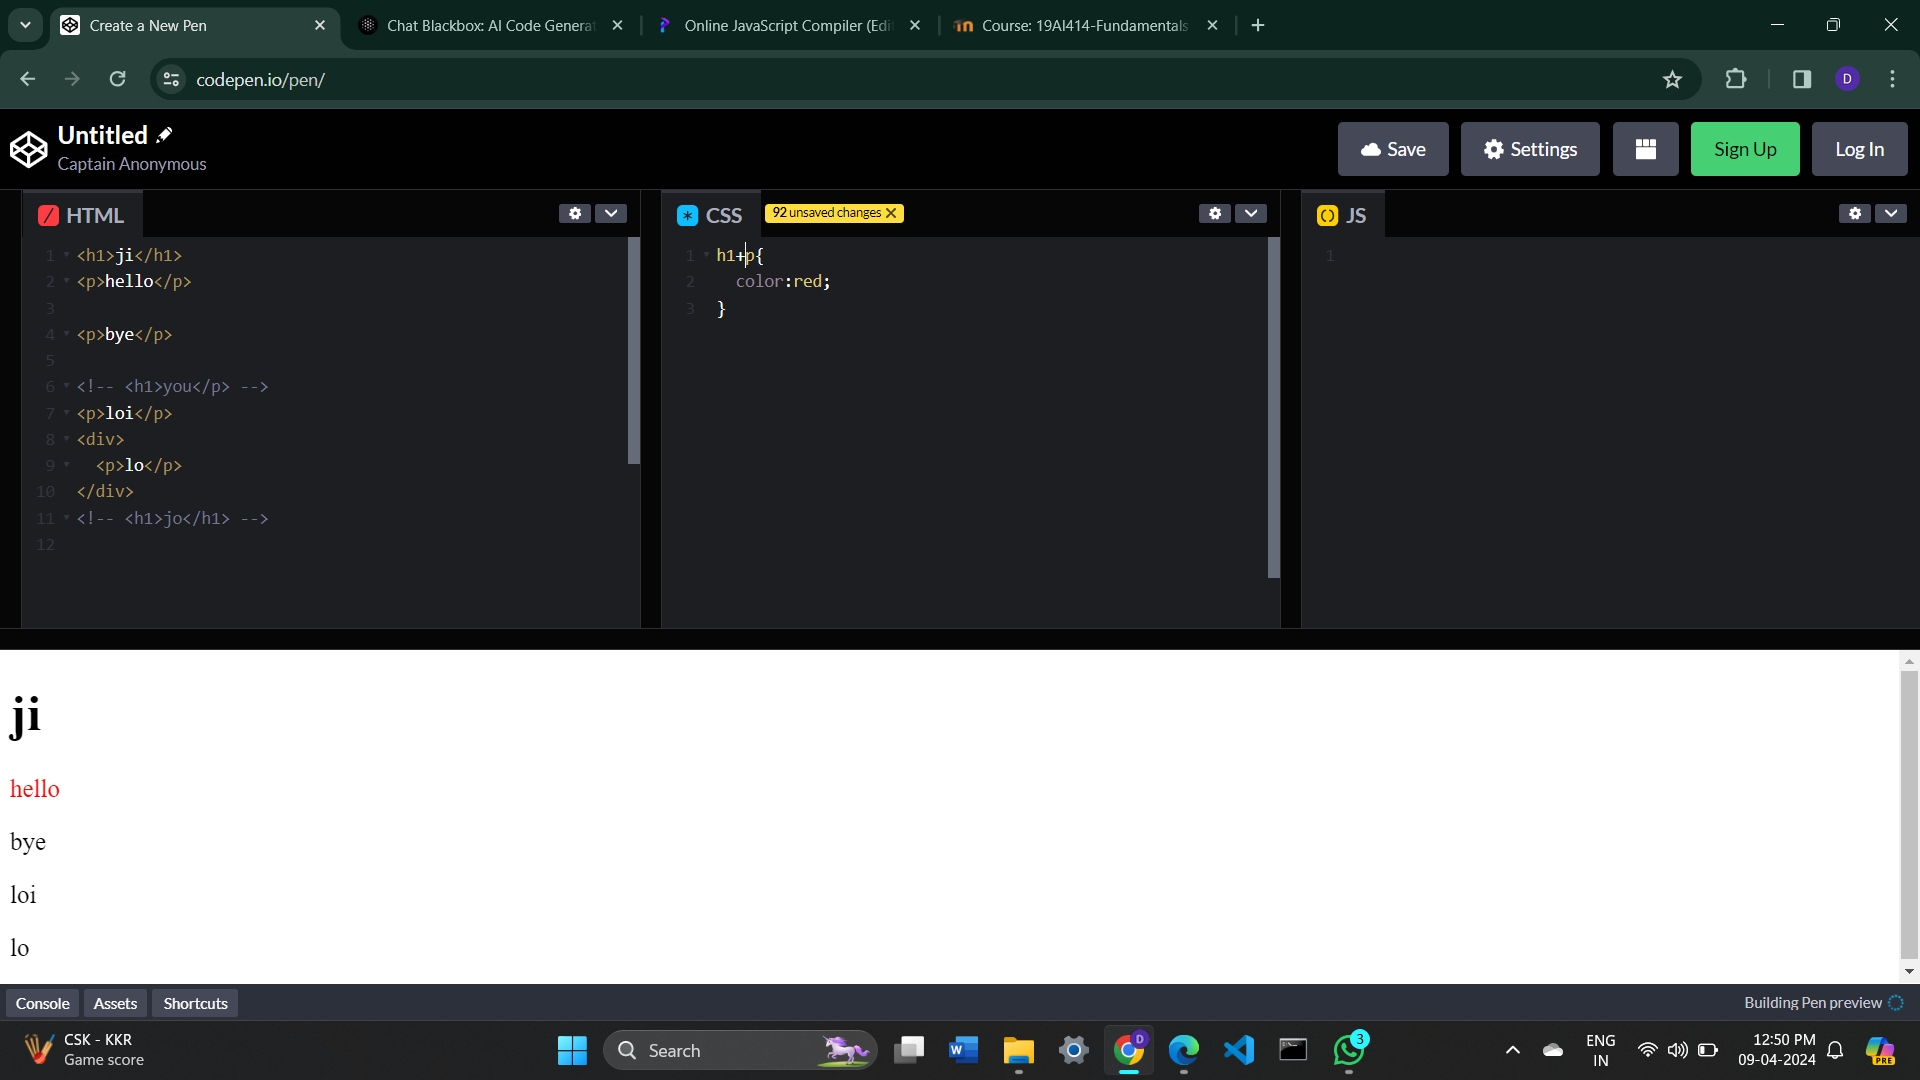 Create a New Pen
Chat Blackbox: AI Code Genera
Online JavaScript Compiler (Edi
Course: 19AI414-Fundamentals
codepen.io/pen/
D
Untitled
Captain Anonymous
Save
Settings
Sign Up
Log In
HTML
1 <h1>ji</h1>
2 <p>hello</p>
3
4 <p>bye</p>
5
6 <!-- <h1>you</p> -->
7 <p>loi</p>
8 <div>
9 <p>lo</p>
10 </div>
11 <!-- <h1>jo</h1> -->
12
CSS
92 unsaved changes
1 h1+p{
2 color:red;
3 }
JS
1
ji
hello
bye
loi
lo
Console Assets Shortcuts
Building Pen preview
CSK - KKR
Game score
Search
D
3
ENG
IN
12:50 PM
09-04-2024
PRE